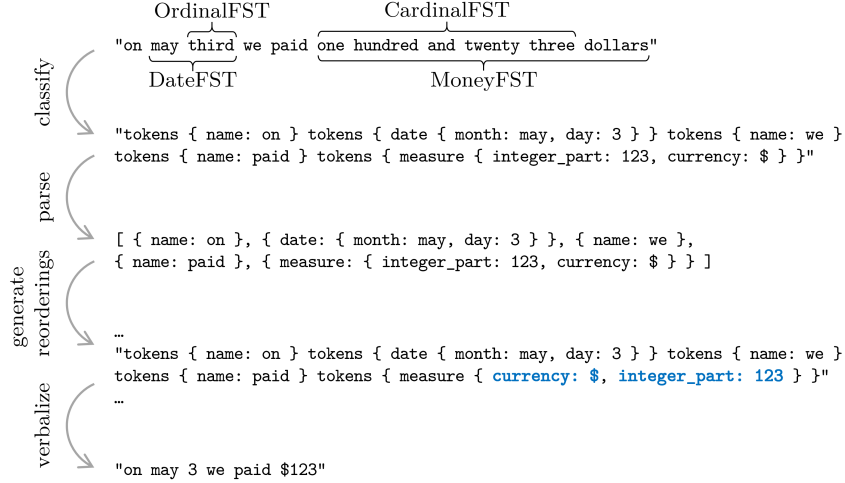 OrdinalFST CardinalFST
"on may third we paid one hundred and twenty three dollars"
DateFST MoneyFST
classify
"tokens { name: on } tokens { date { month: may, day: 3 } } tokens { name: we }
tokens { name: paid } tokens { measure { integer_part: 123, currency: $ } }"
parse
[ { name: on }, { date: { month: may, day: 3 } }, { name: we },
{ name: paid }, { measure: { integer_part: 123, currency: $ } } ]
generate
reorderings
…
"tokens { name: on } tokens { date { month: may, day: 3 } } tokens { name: we }
tokens { name: paid } tokens { measure { currency: $, integer_part: 123 } }"
…
verbalize
"on may 3 we paid $123"